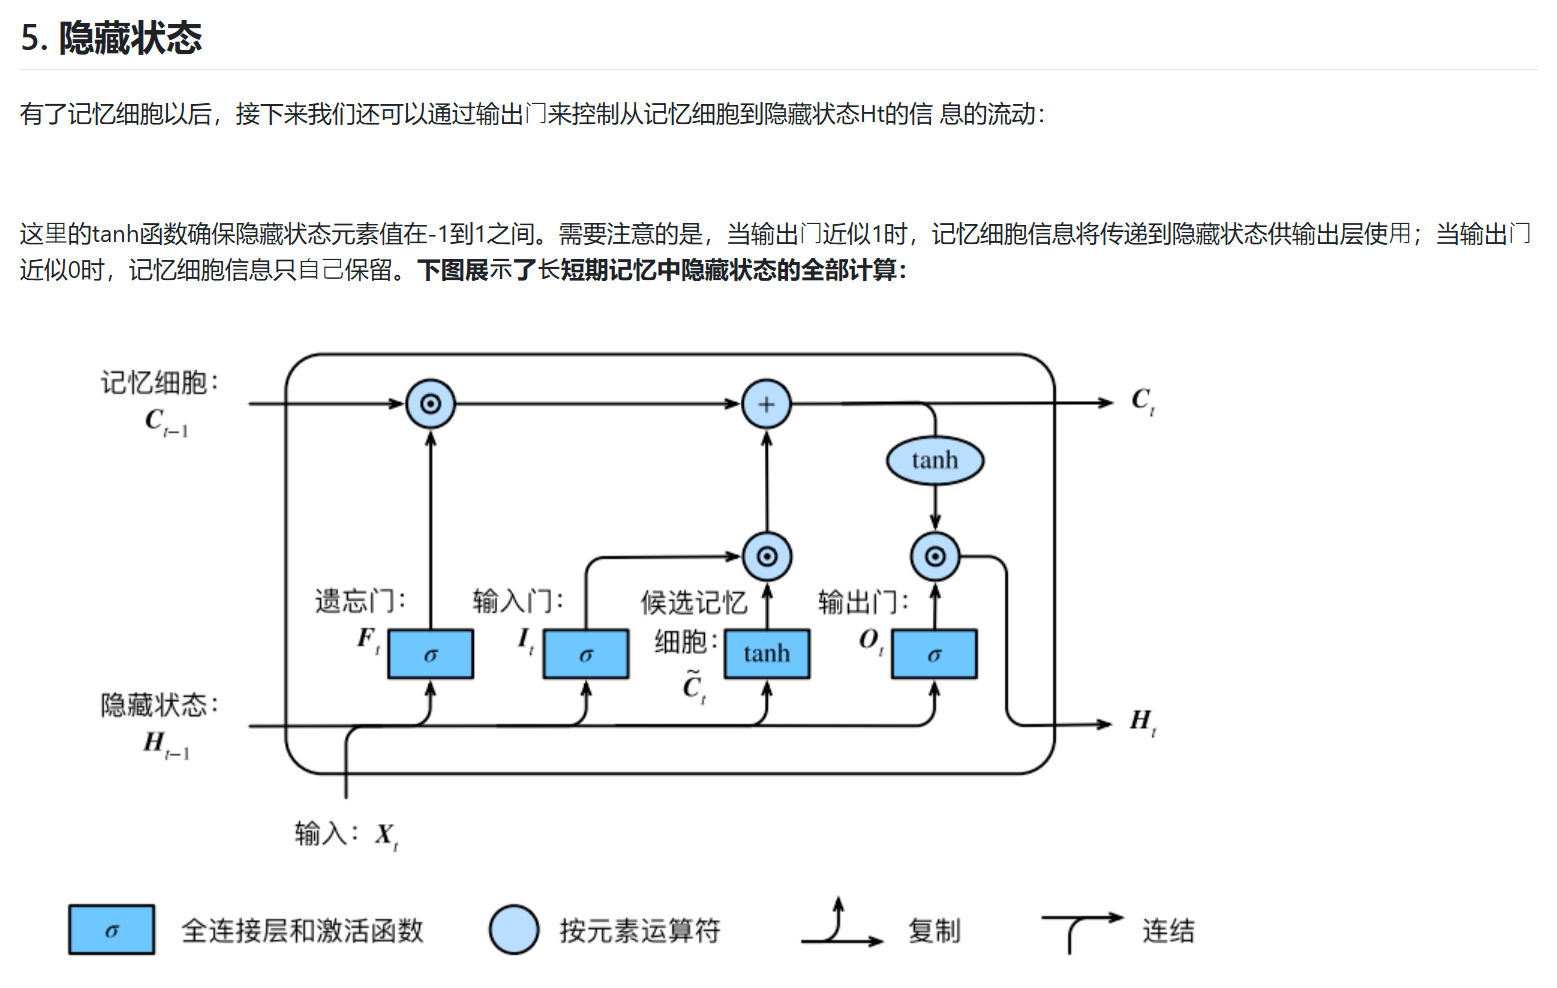 5. 隐藏状态
有了记忆细胞以后，接下来我们还可以通过输出⻔来控制从记忆细胞到隐藏状态Ht的信 息的流动：
这⾥的tanh函数确保隐藏状态元素值在-1到1之间。需要注意的是，当输出⻔近似1时，记忆细胞信息将传递到隐藏状态供输出层使⽤；当输出⻔
近似0时，记忆细胞信息只⾃⼰保留。下图展示了⻓短期记忆中隐藏状态的全部计算：
记忆细胞：
C_{t-1}
C_t
+
tanh
遗忘门：
F_t
σ
输入门：
I_t
σ
候选记忆
细胞：
C̃_t
tanh
输出门：
O_t
σ
隐藏状态：
H_{t-1}
H_t
输入：X_t
σ 全连接层和激活函数 按元素运算符 复制 连结